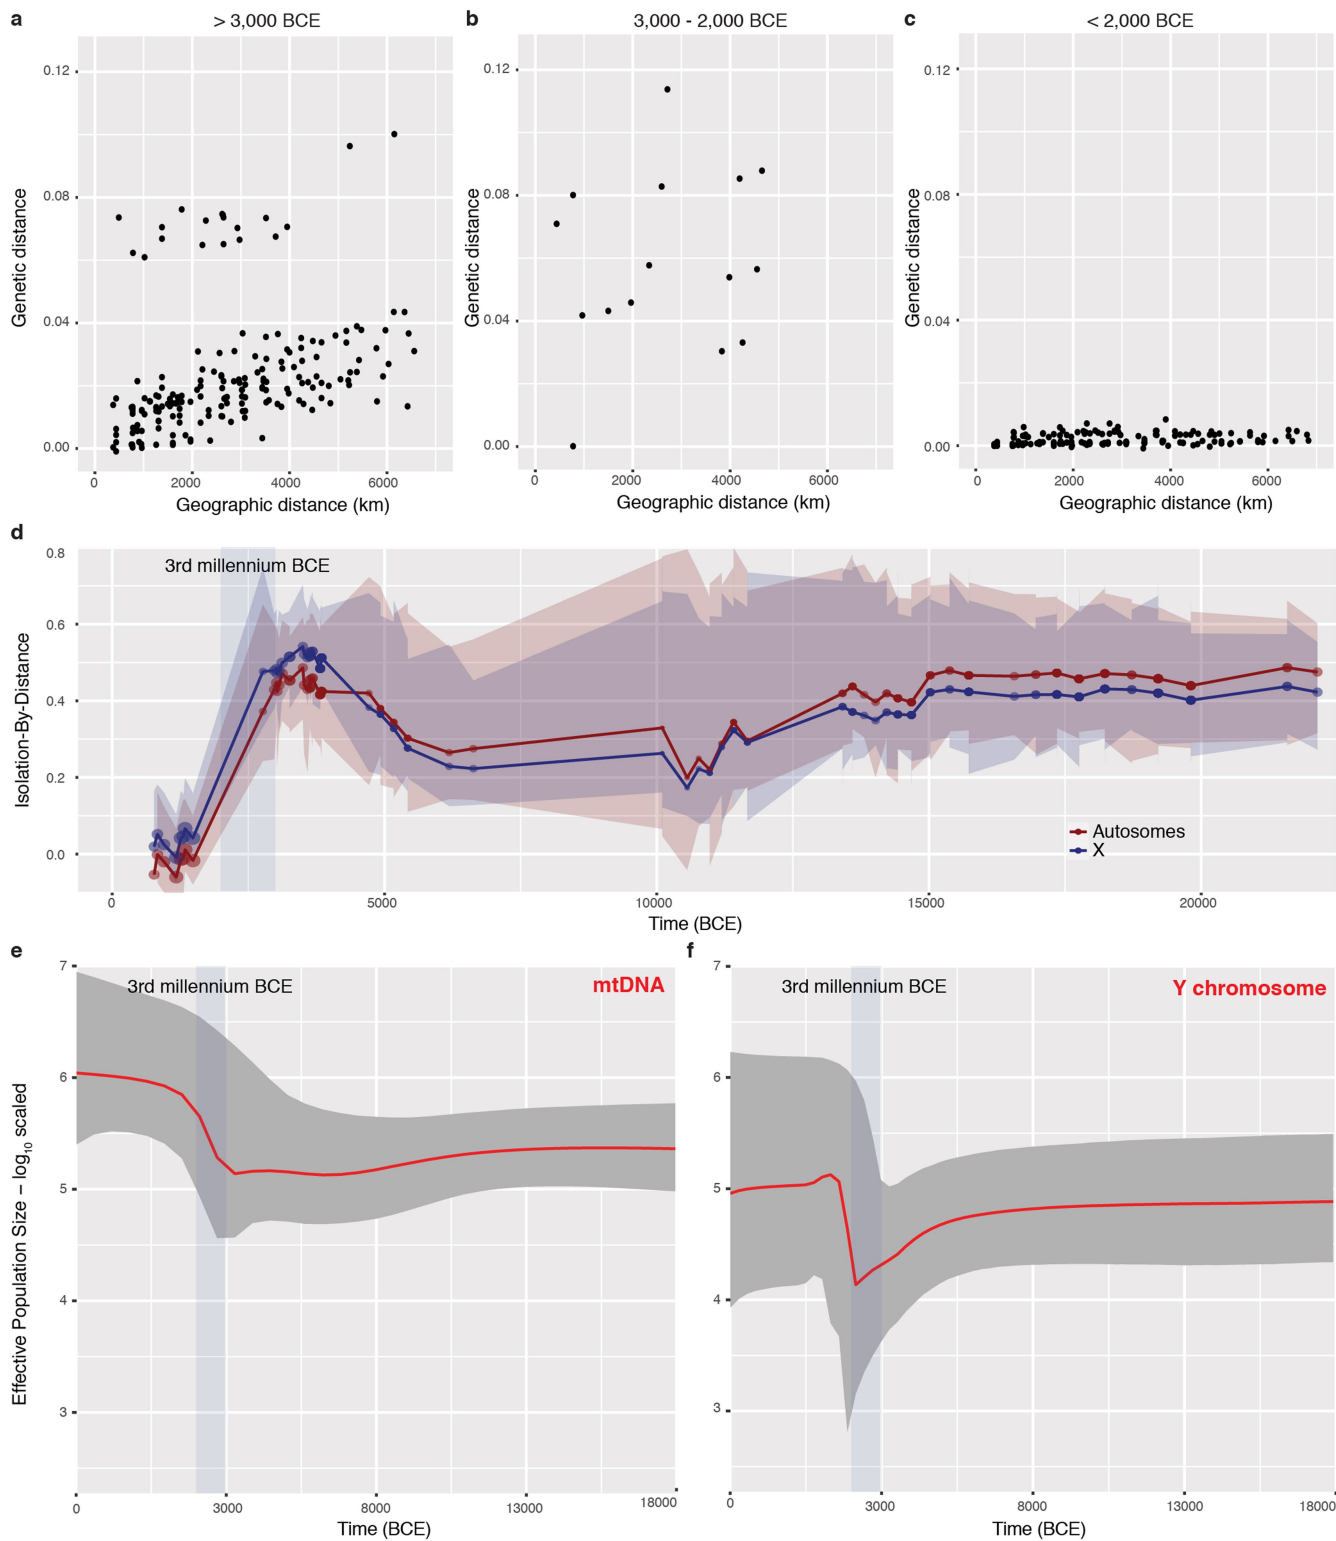 a
> 3,000 BCE
0.12
0.08
0.04
0.00
Genetic distance
0 2000 4000 6000
Geographic distance (km)
b
3,000 - 2,000 BCE
0.12
0.08
0.04
0.00
Genetic distance
0 2000 4000 6000
Geographic distance (km)
c
< 2,000 BCE
0.12
0.08
0.04
0.00
Genetic distance
0 2000 4000 6000
Geographic distance (km)
d
3rd millennium BCE
0.8
0.6
0.4
0.2
0.0
Isolation-By-Distance
Autosomes
X
0 5000 10000 15000 20000
Time (BCE)
e
3rd millennium BCE
mtDNA
7
6
5
4
3
Effective Population Size – log10 scaled
0 3000 8000 13000 18000
Time (BCE)
f
3rd millennium BCE
Y chromosome
7
6
5
4
3
0 3000 8000 13000 18000
Time (BCE)